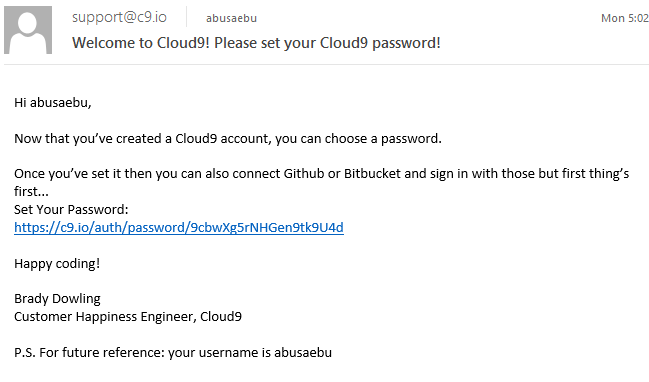 support@c9.io abusaebu Mon 5:02
Welcome to Cloud9! Please set your Cloud9 password!
Hi abusaebu,
Now that you've created a Cloud9 account, you can choose a password.
Once you've set it then you can also connect Github or Bitbucket and sign in with those but first thing's
first...
Set Your Password:
https://c9.io/auth/password/9cbwXg5rNHGen9tk9U4d
Happy coding!
Brady Dowling
Customer Happiness Engineer, Cloud9
P.S. For future reference: your username is abusaebu